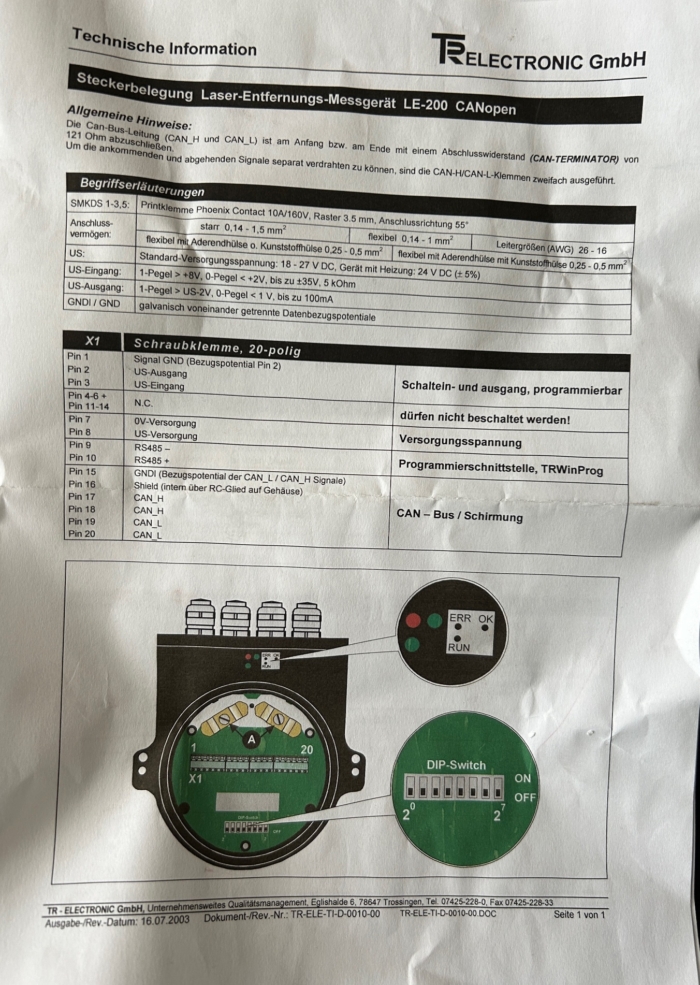 Technische Information
TR ELECTRONIC GmbH
Steckerbelegung Laser-Entfernungs-Messgerät LE-200 CANopen
Allgemeine Hinweise:
Die Can-Bus-Leitung (CAN_H und CAN_L) ist am Anfang bzw. am Ende mit einem Abschlusswiderstand (CAN-TERMINATOR) von
121 Ohm abzuschließen.
Um die ankommenden und abgehenden Signale separat verdrahten zu können, sind die CAN-H/CAN-L-Klemmen zweifach ausgeführt.
Begriffserläuterungen
SMKDS 1-3,5: Printklemme Phoenix Contact 10A/160V, Raster 3.5 mm, Anschlussrichtung 55°
Anschluss-vermögen: starr 0,14 - 1,5 mm² flexibel 0,14 - 1 mm² Leitergrößen (AWG) 26 - 16
flexibel mit Aderendhülse o. Kunststoffhülse 0,25 - 0,5 mm² flexibel mit Aderendhülse mit Kunststoffhülse 0,25 - 0,5 mm²
US: Standard-Versorgungsspannung: 18 - 27 V DC, Gerät mit Heizung: 24 V DC (± 5%)
US-Eingang: 1-Pegel > +8V, 0-Pegel < +2V, bis zu ±35V, 5 kOhm
US-Ausgang: 1-Pegel > US-2V, 0-Pegel < 1 V, bis zu 100mA
GNDI / GND galvanisch voneinander getrennte Datenbezugspotentiale
X1 Schraubklemme, 20-polig
Pin 1 Signal GND (Bezugspotential Pin 2)
Pin 2 US-Ausgang
Pin 3 US-Eingang
Schaltein- und ausgang, programmierbar
Pin 4-6 +
Pin 11-14 N.C.
dürfen nicht beschaltet werden!
Pin 7 0V-Versorgung
Pin 8 US-Versorgung
Versorgungsspannung
Pin 9 RS485 –
Pin 10 RS485 +
Programmierschnittstelle, TRWinProg
Pin 15 GNDI (Bezugspotential der CAN_L / CAN_H Signale)
Pin 16 Shield (intern über RC-Glied auf Gehäuse)
Pin 17 CAN_H
Pin 18 CAN_H
Pin 19 CAN_L
Pin 20 CAN_L
CAN – Bus / Schirmung
ERR OK
RUN
ERR OK
RUN
A
1 20
X1
DIP-Switch
ON
OFF
2⁰ 2⁷
DIP-Switch
OFF
TR - ELECTRONIC GmbH, Unternehmensweites Qualitätsmanagement, Eglishalde 6, 78647 Trossingen, Tel. 07425-228-0, Fax 07425-228-33
Ausgabe-/Rev.-Datum: 16.07.2003 Dokument-/Rev.-Nr.: TR-ELE-TI-D-0010-00 TR-ELE-TI-D-0010-00.DOC Seite 1 von 1